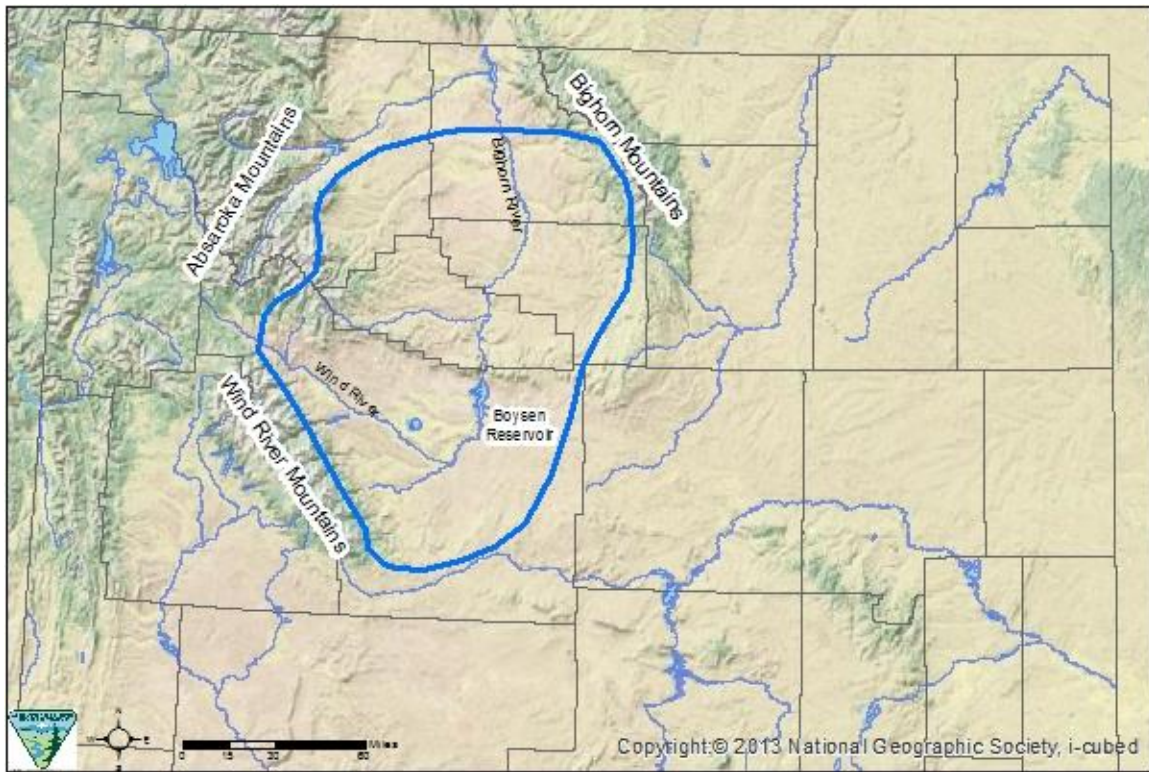 Absaroka Mountains
Bighorn Mountains
Bighorn River
Wind River
Boysen
Reservoir
Wind River Mountains
N
W
E
S
0
15
30
60
Miles
Copyright:© 2013 National Geographic Society, i-cubed